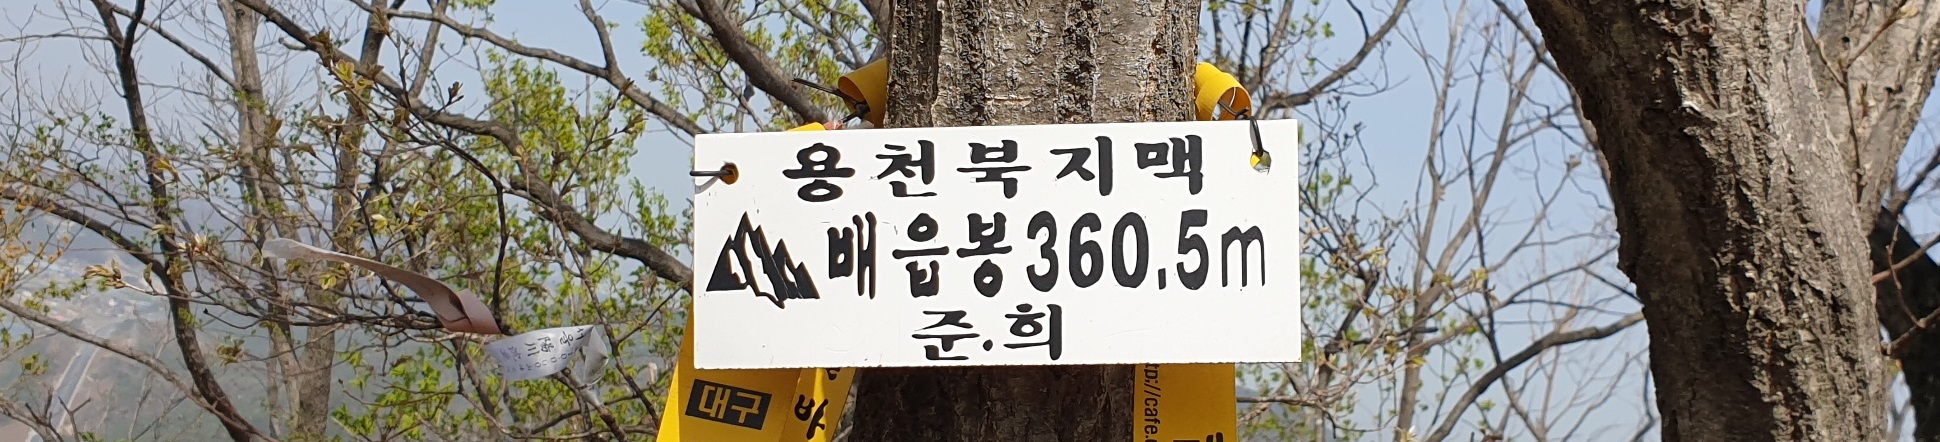 용천북지맥
배읍봉360.5m
준.희
대구